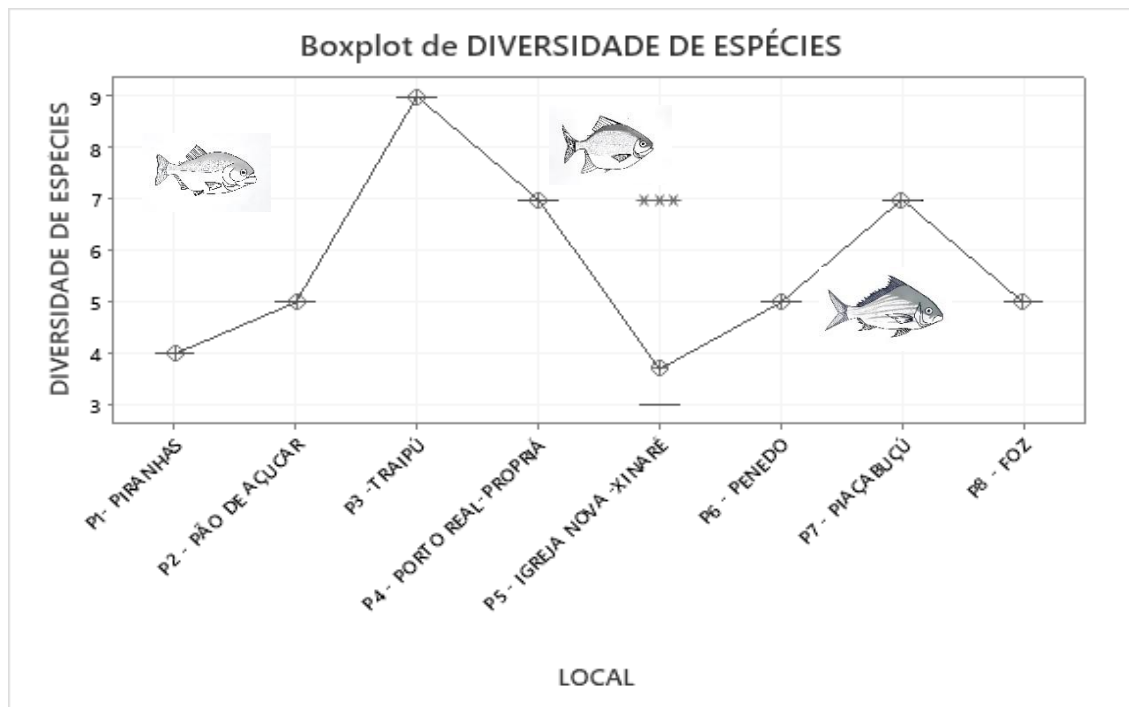 Boxplot de DIVERSIDADE DE ESPÉCIES
DIVERSIDADE DE ESPÉCIES
9
8
7
6
5
4
3
P1- PIRANHAS
P2 - PÃO DE AÇUCAR
P3 -TRAIPÚ
P4 - PORTO REAL-PROPRIÁ
P5 - IGREJA NOVA -XINARÉ
P6 - PENEDO
P7 - PIAÇABUÇÚ
P8 - FOZ
LOCAL